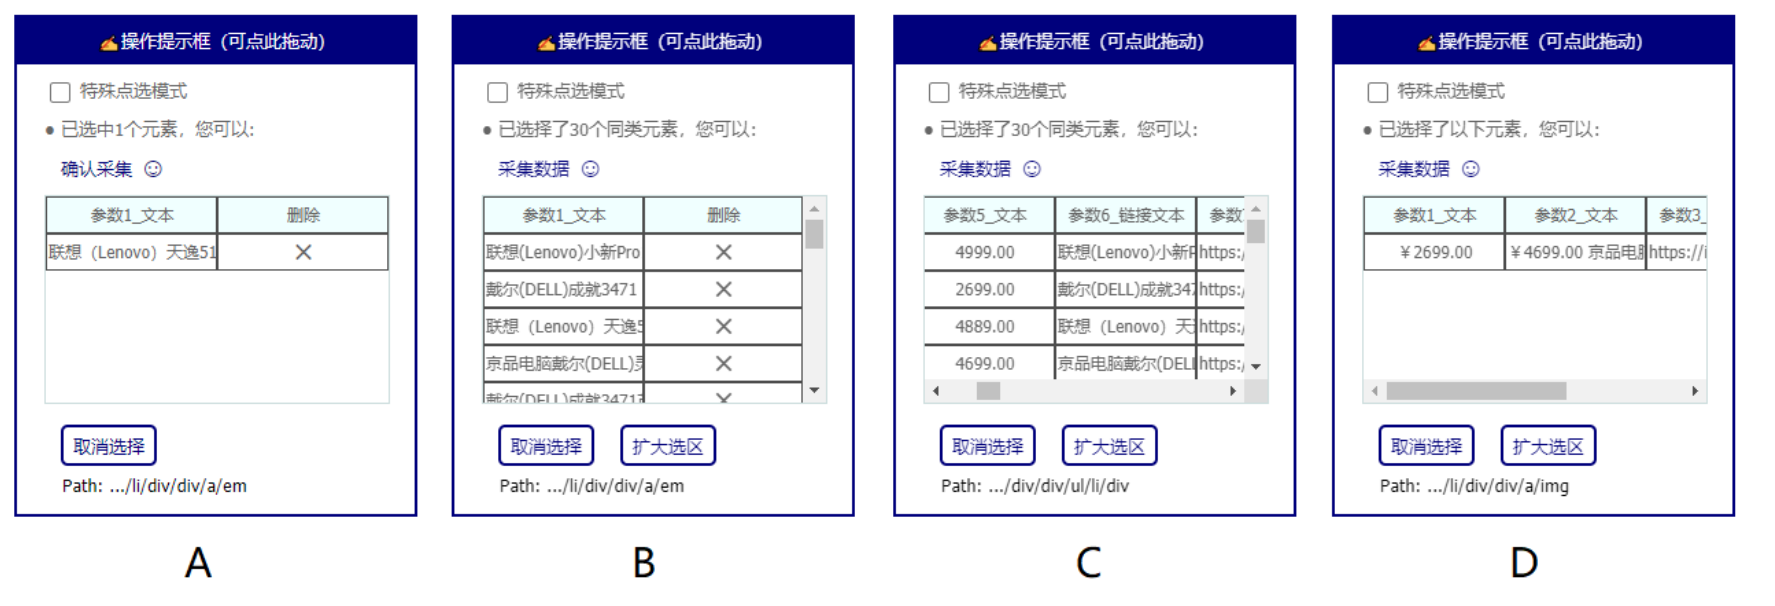 操作提示框（可点此拖动）
特殊点选模式
已选中1个元素，您可以:
确认采集
参数1_文本 删除
联想（Lenovo）天逸51
取消选择
Path: .../li/div/div/a/em
A
操作提示框（可点此拖动）
特殊点选模式
已选择了30个同类元素，您可以:
采集数据
参数1_文本 删除
联想(Lenovo)小新Pro
戴尔(DELL)成就3471
联想（Lenovo）天逸5
京品电脑戴尔(DELL)灵
戴尔(DELL)成就3471
取消选择 扩大选区
Path: .../li/div/div/a/em
B
操作提示框（可点此拖动）
特殊点选模式
已选择了30个同类元素，您可以:
采集数据
参数5_文本 参数6_链接文本 参数
4999.00 联想(Lenovo)小新P https:/
2699.00 戴尔(DELL)成就347 https:/
4889.00 联想（Lenovo）天 https:/
4699.00 京品电脑戴尔(DELL https:/
取消选择 扩大选区
Path: .../div/div/ul/li/div
C
操作提示框（可点此拖动）
特殊点选模式
已选择了以下元素，您可以:
采集数据
参数1_文本 参数2_文本 参数3_
￥2699.00 ￥4699.00 京品电脑 https://i
取消选择 扩大选区
Path: .../li/div/div/a/img
D